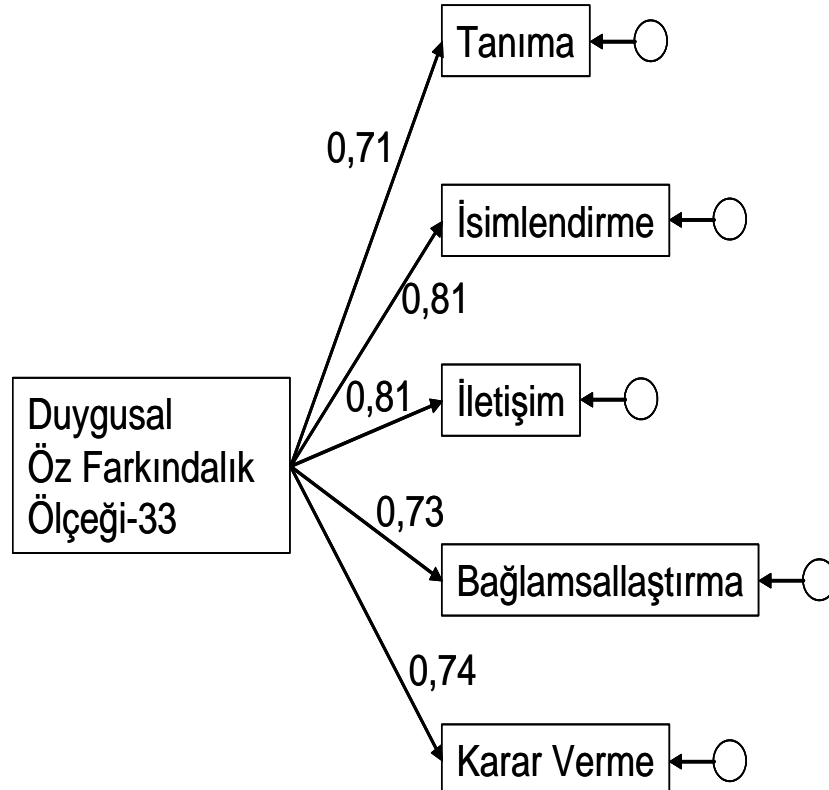 Tanıma
0,71
İsimlendirme
0,81
0,81
İletişim
Duygusal
Öz Farkındalık
Ölçeği-33
0,73
Bağlamsallaştırma
0,74
Karar Verme